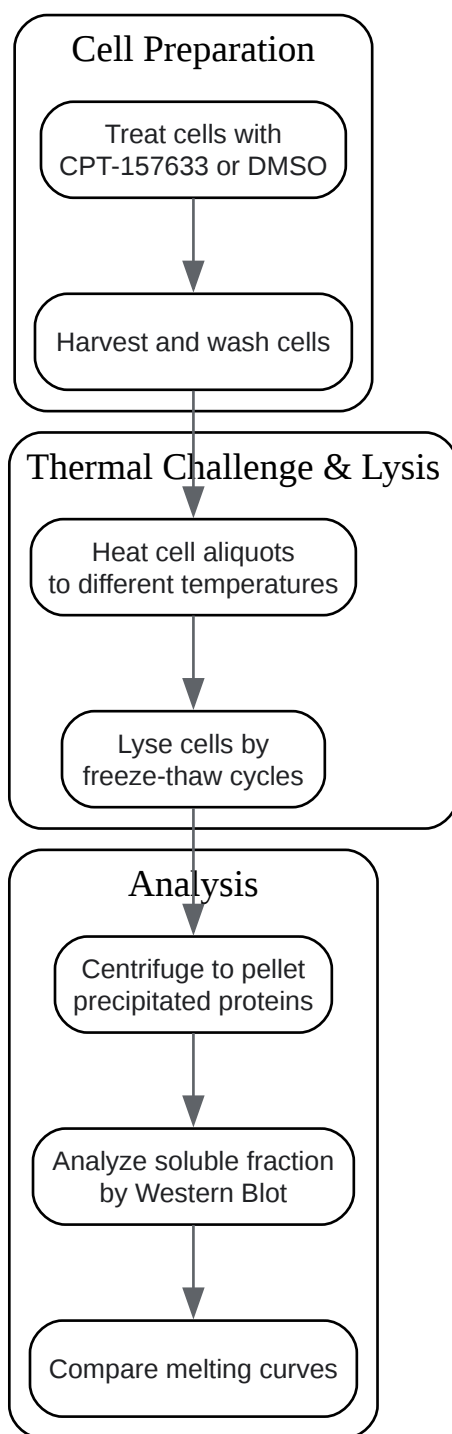 Cell Preparation
Treat cells with
CPT-157633 or DMSO
Harvest and wash cells
Thermal Challenge & Lysis
Heat cell aliquots
to different temperatures
Lyse cells by
freeze-thaw cycles
Analysis
Centrifuge to pellet
precipitated proteins
Analyze soluble fraction
by Western Blot
Compare melting curves